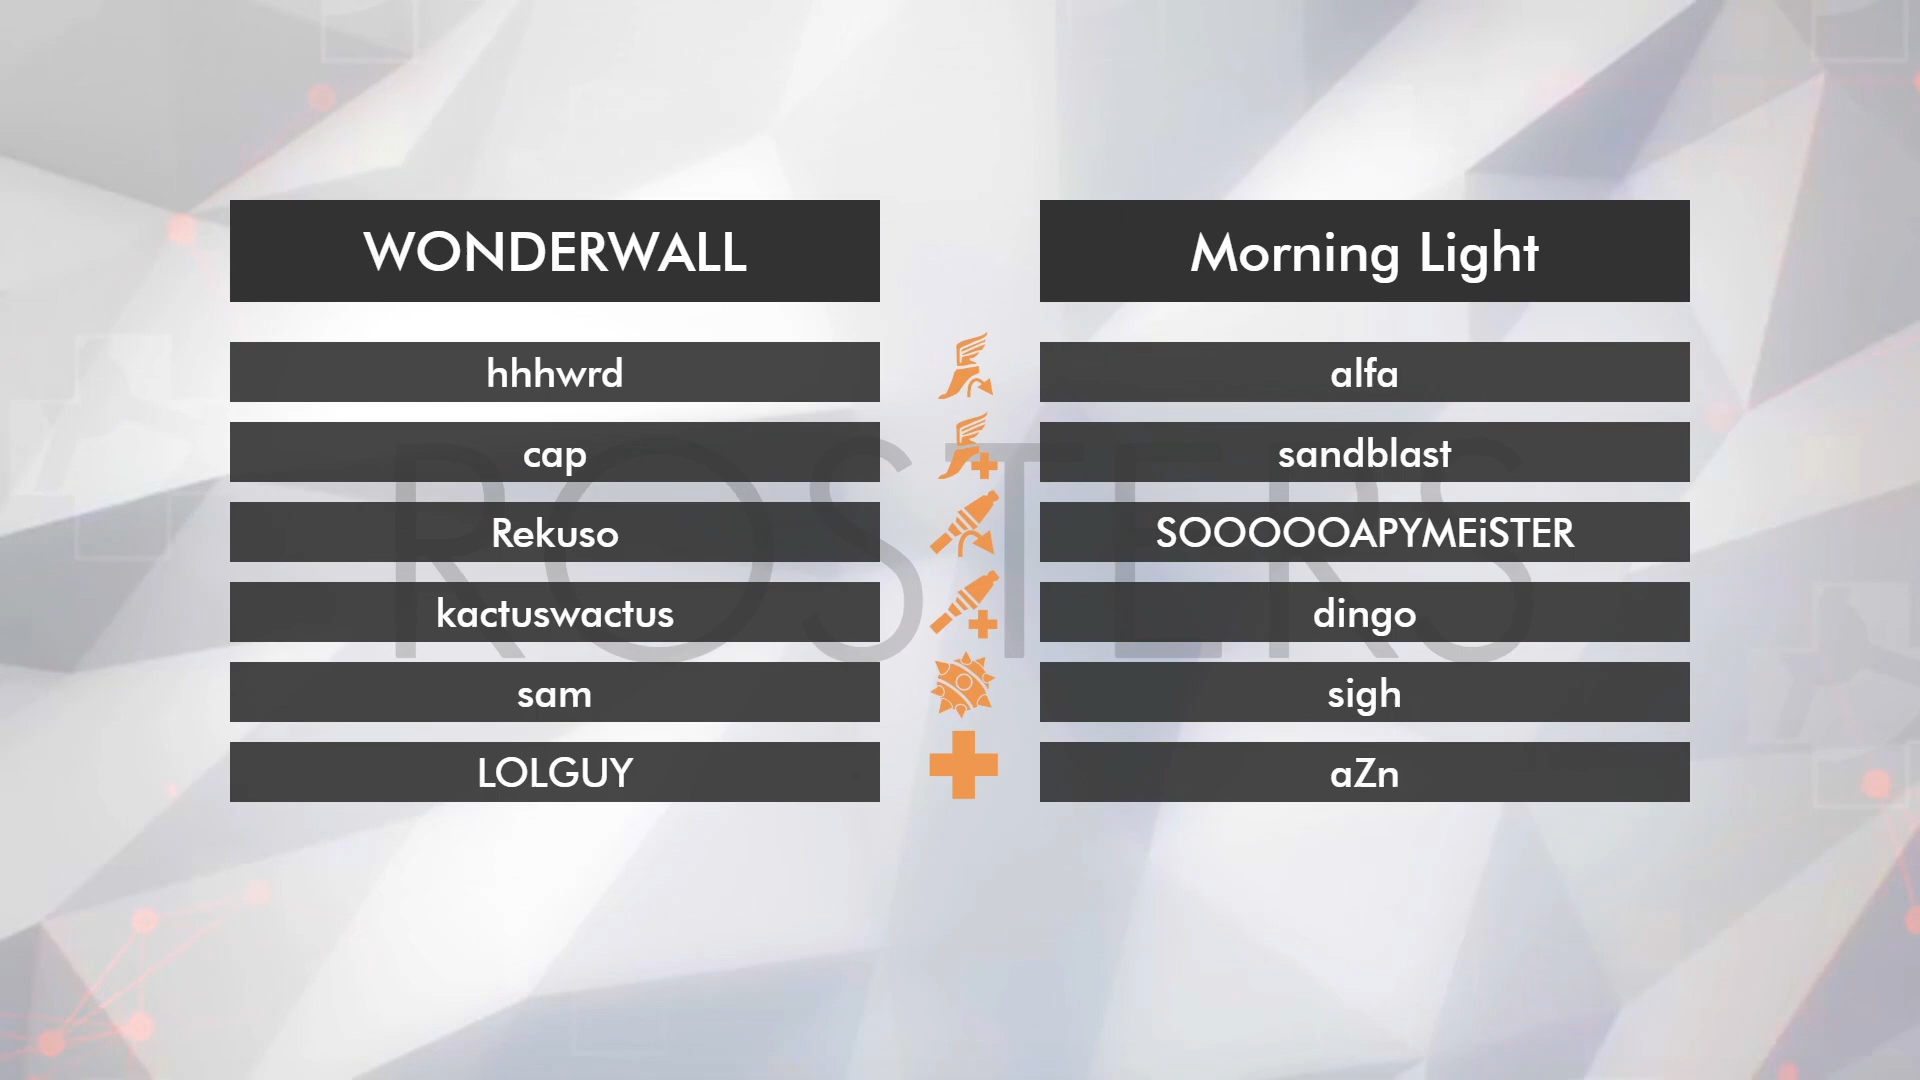 WONDERWALL
Morning Light
hhhwrd
alfa
cap
sandblast
ROSTERS
Rekuso
SOOOOOAPYMEiSTER
kactuswactus
dingo
sam
sigh
LOLGUY
aZn